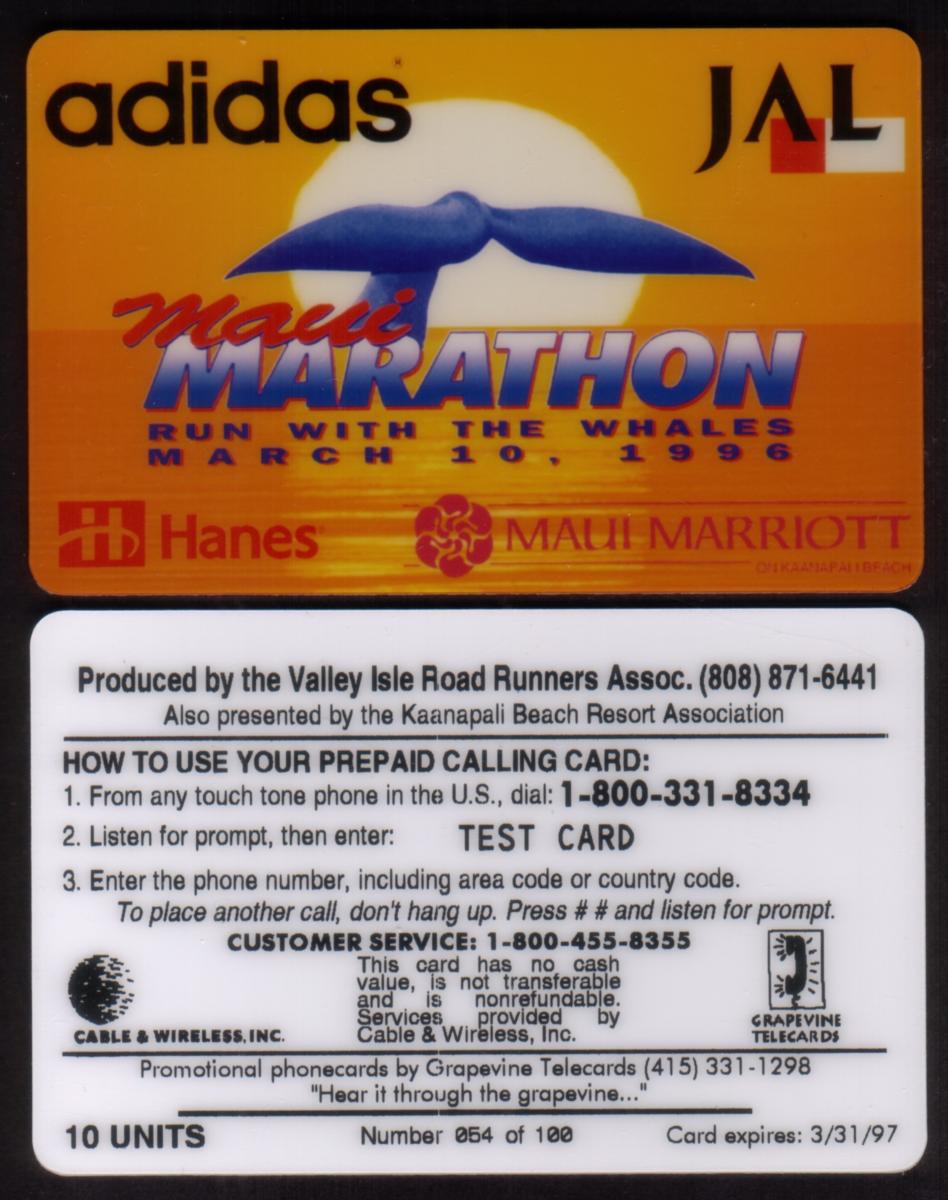 adidas®
JAL
Maui
MARATHON
RUN WITH THE WHALES
MARCH 10, 1996
Hanes®
MAUI MARRIOTT
ON KAANAPALI BEACH
Produced by the Valley Isle Road Runners Assoc. (808) 871-6441
Also presented by the Kaanapali Beach Resort Association
HOW TO USE YOUR PREPAID CALLING CARD:
1. From any touch tone phone in the U.S., dial: 1-800-331-8334
2. Listen for prompt, then enter: TEST CARD
3. Enter the phone number, including area code or country code.
To place another call, don't hang up. Press # # and listen for prompt.
CUSTOMER SERVICE: 1-800-455-8355
This card has no cash
value, is not transferable
and is nonrefundable.
Services provided by
Cable & Wireless, Inc.
CABLE & WIRELESS, INC.
GRAPEVINE
TELECARDS
Promotional phonecards by Grapevine Telecards (415) 331-1298
"Hear it through the grapevine..."
10 UNITS
Number 054 of 100
Card expires: 3/31/97